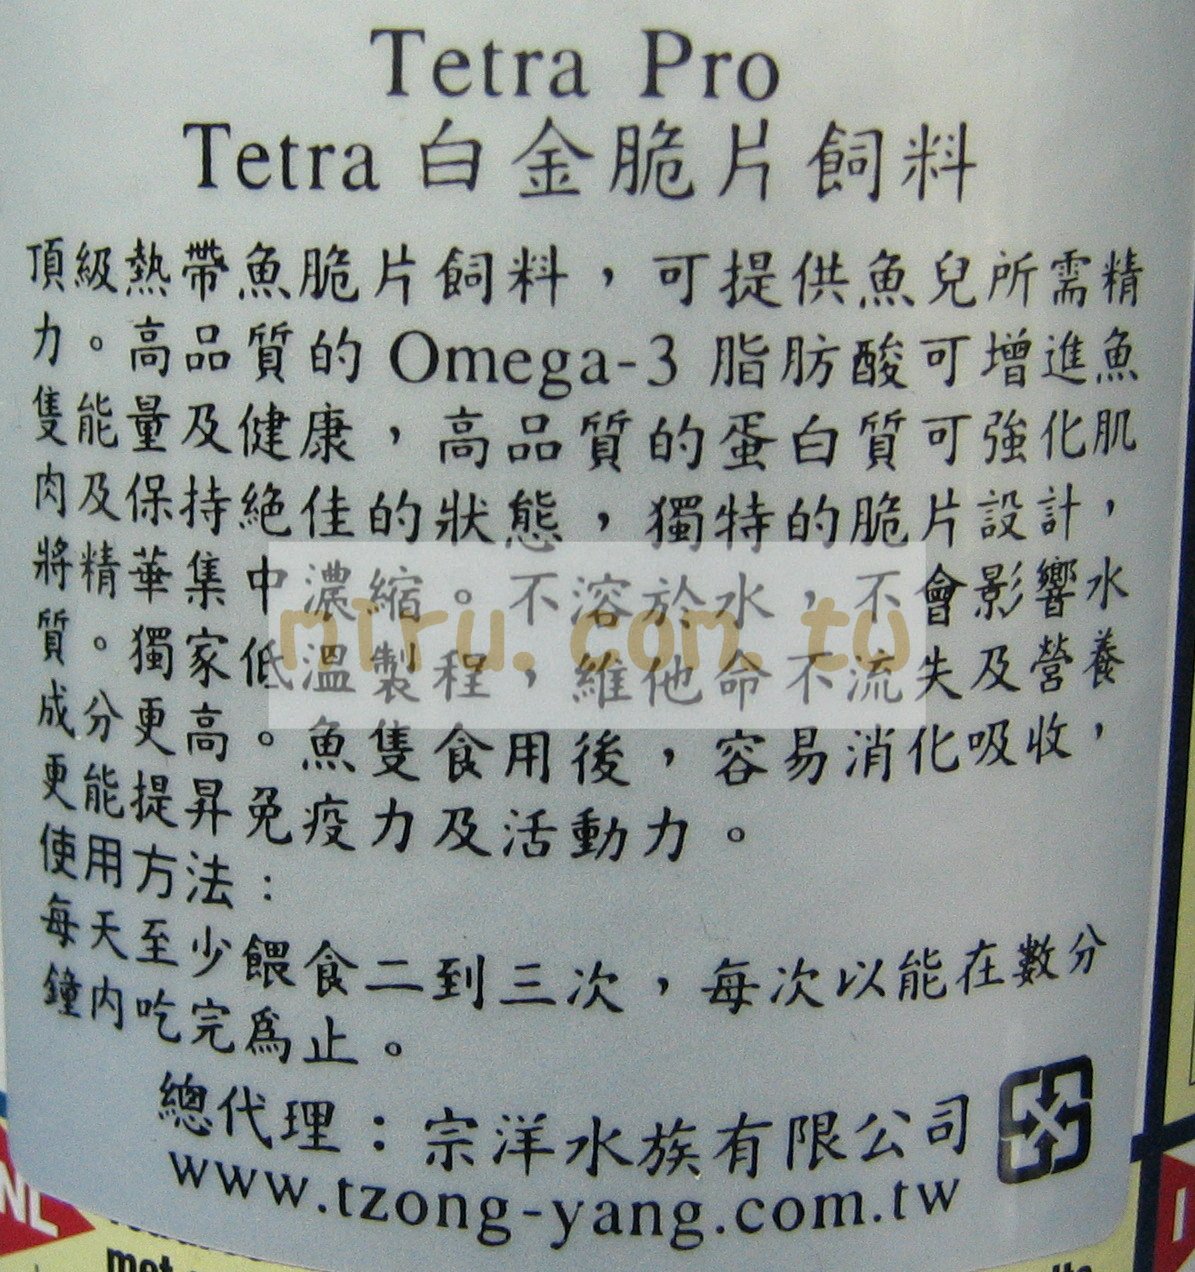 Tetra Pro
Tetra 白金脆片飼料
頂級熱帶魚脆片飼料，可提供魚兒所需精
力。高品質的 Omega-3 脂肪酸可增進魚
隻能量及健康，高品質的蛋白質可強化肌
肉及保持絕佳的狀態，獨特的脆片設計，
將精華集中濃縮。不溶於水，不會影響水
質。獨家低溫製程，維他命不流失及營養
成分更高。魚隻食用後，容易消化吸收，
更能提昇免疫力及活動力。
使用方法：
每天至少餵食二到三次，每次以能在數分
鐘內吃完為止。
總代理：宗洋水族有限公司
www.tzong-yang.com.tw
miru.com.tw
NL
met